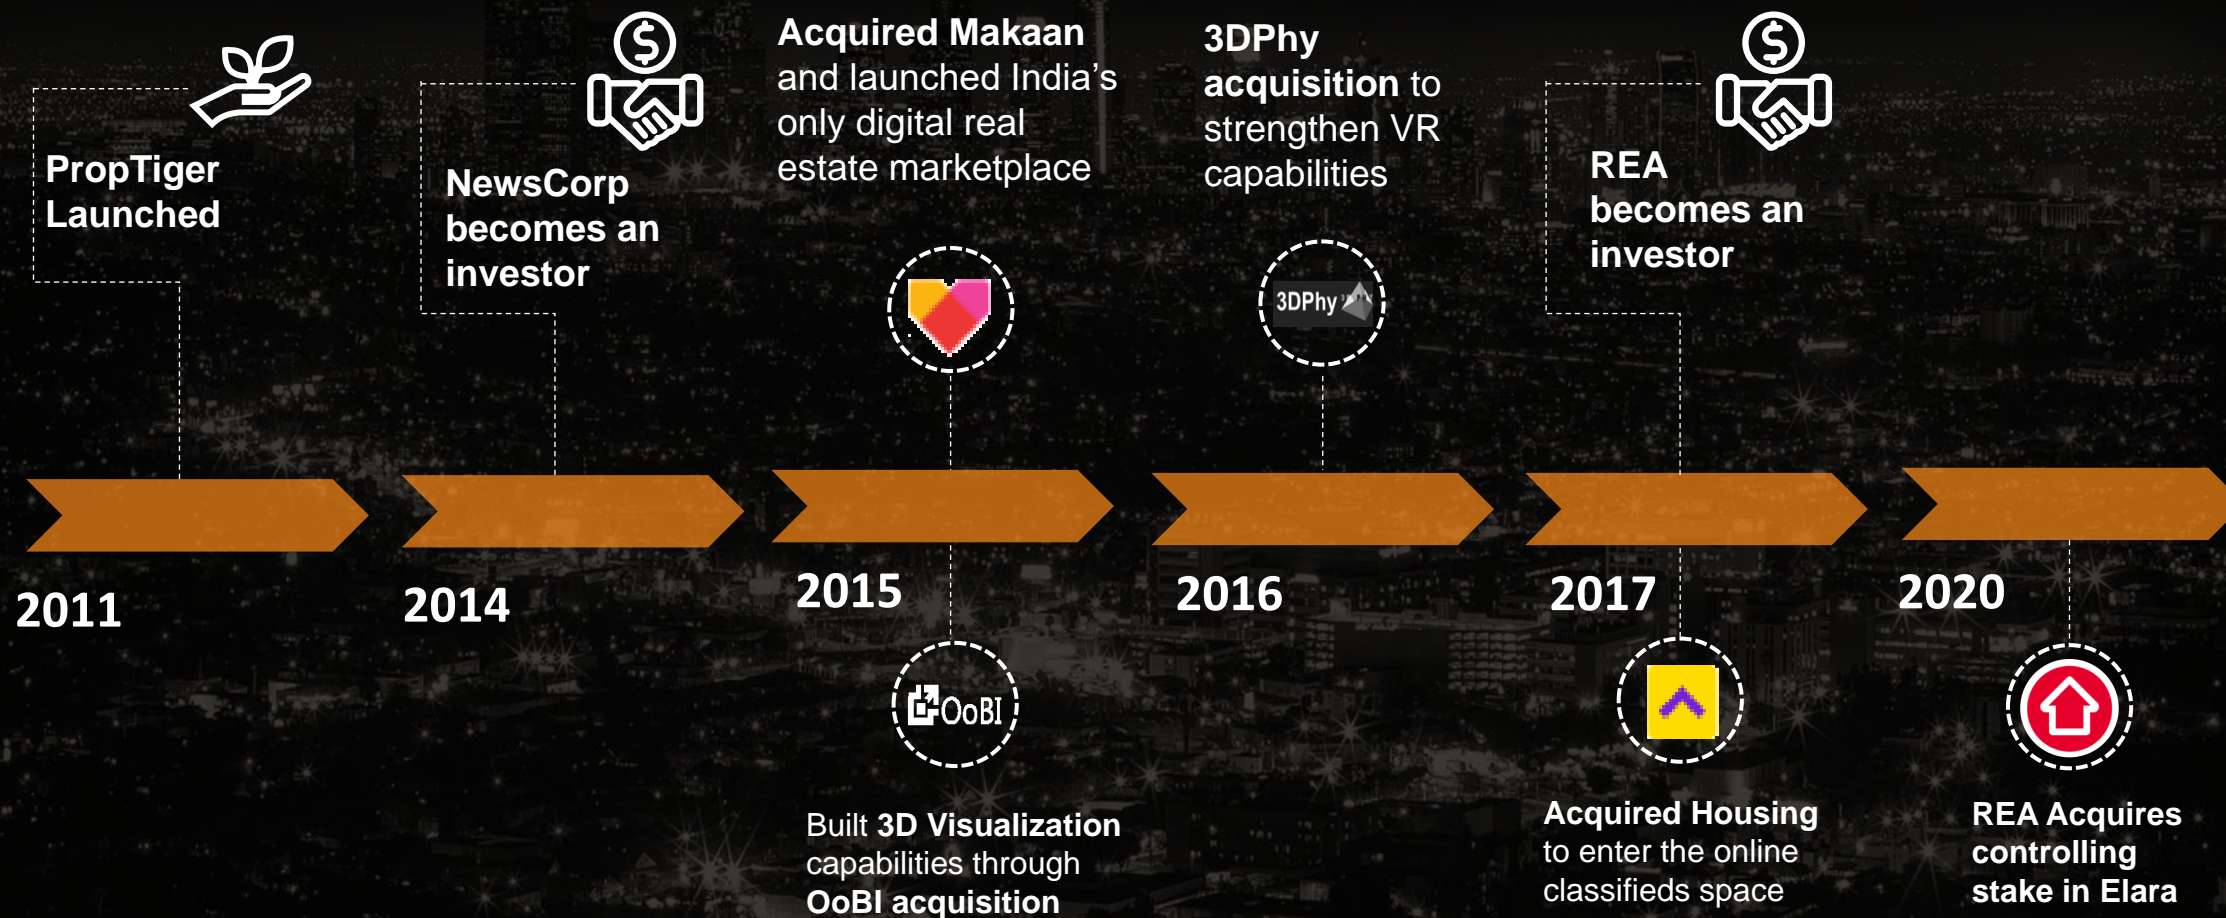 PropTiger
Launched
NewsCorp
becomes an
investor
Acquired Makaan
and launched India's
only digital real
estate marketplace
3DPhy
acquisition to
strengthen VR
capabilities
3DPhy
REA
becomes an
investor
2011
2014
2015
2016
2017
2020
OoBI
Built 3D Visualization
capabilities through
OoBI acquisition
Acquired Housing
to enter the online
classifieds space
REA Acquires
controlling
stake in Elara